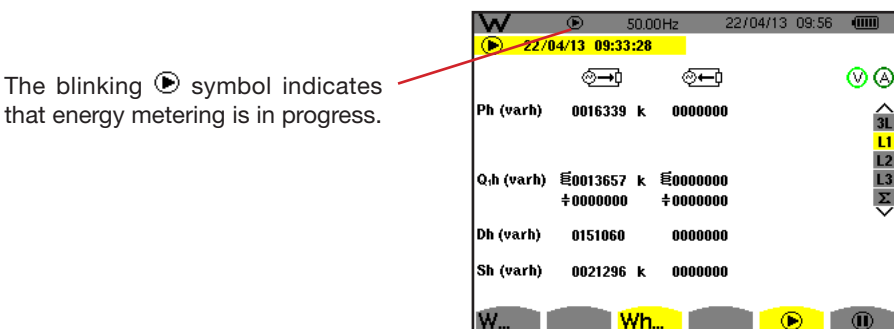 The blinking symbol indicates
that energy metering is in progress.
W 50.00Hz 22/04/13 09:56
22/04/13 09:33:28
V A
Ph (varh) 0016339 k 0000000
3L
L1
L2
Q₁h (varh) 0013657 k 0000000
L3
÷0000000 ÷0000000
Σ
Dh (varh) 0151060 0000000
Sh (varh) 0021296 k 0000000
W... Wh...